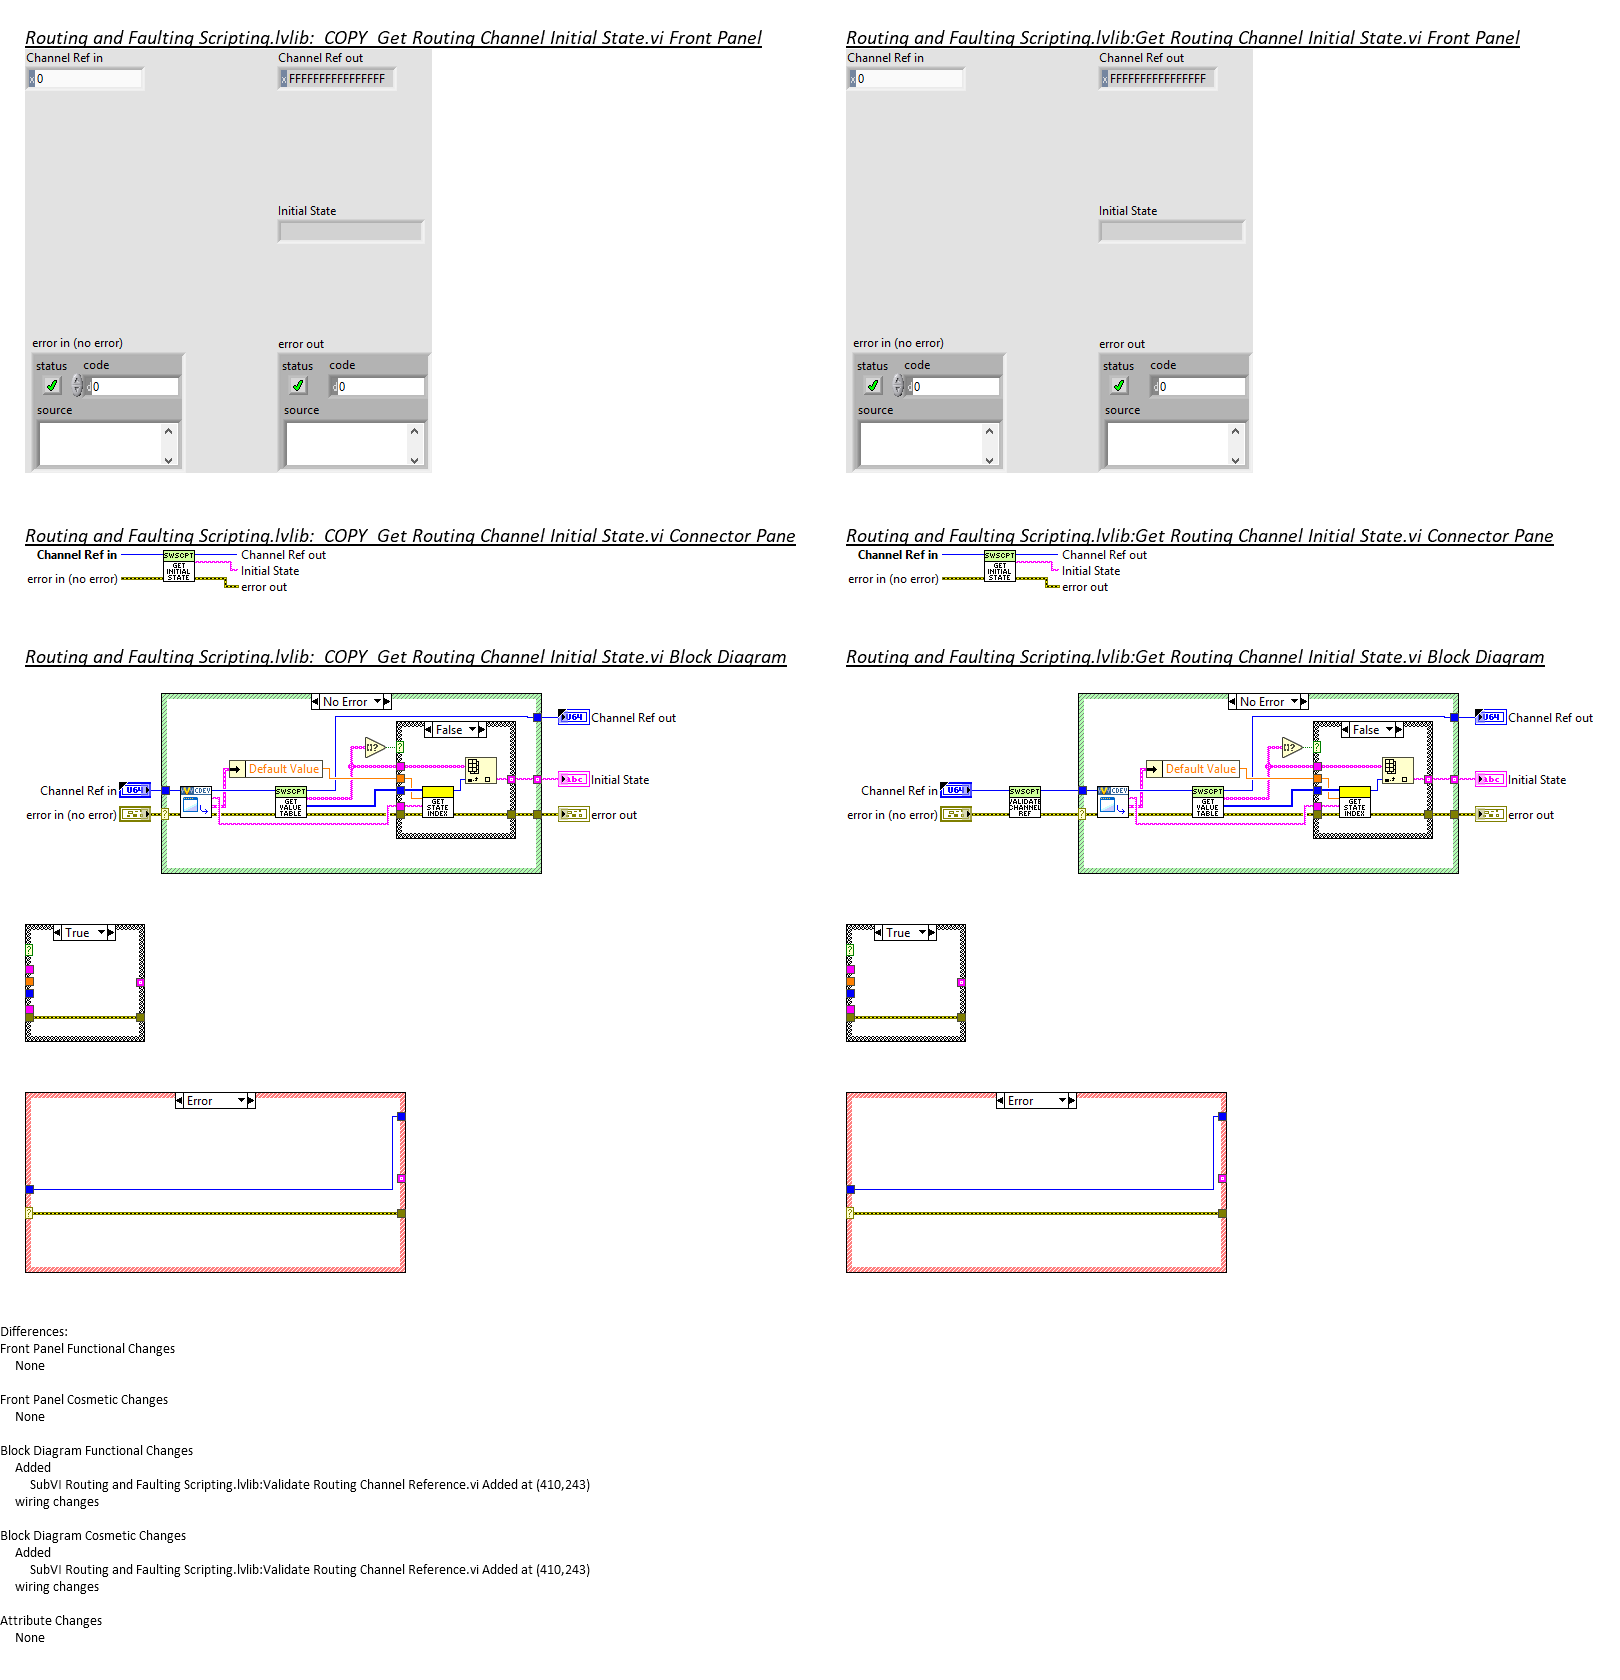 Routing and Faulting Scripting.lvlib:_COPY_Get Routing Channel Initial State.vi Front Panel
Channel Ref in
x 0
Channel Ref out
x FFFFFFFFFFFFFFFF
Initial State
error in (no error)
status code
d 0
source
error out
status code
d 0
source
Routing and Faulting Scripting.lvlib:Get Routing Channel Initial State.vi Front Panel
Channel Ref in
x 0
Channel Ref out
x FFFFFFFFFFFFFFFF
Initial State
error in (no error)
status code
d 0
source
error out
status code
d 0
source
Routing and Faulting Scripting.lvlib:_COPY_Get Routing Channel Initial State.vi Connector Pane
Channel Ref in
error in (no error)
SWSCPT
GET
INITIAL
STATE
Channel Ref out
Initial State
error out
Routing and Faulting Scripting.lvlib:Get Routing Channel Initial State.vi Connector Pane
Channel Ref in
error in (no error)
SWSCPT
GET
INITIAL
STATE
Channel Ref out
Initial State
error out
Routing and Faulting Scripting.lvlib:_COPY_Get Routing Channel Initial State.vi Block Diagram
No Error
U64 Channel Ref out
False
?
[]?
Default Value
Channel Ref in U64
CDEV
SWSCPT
GET
VALUE
TABLE
GET
STATE
INDEX
abc Initial State
error in (no error)
?
error out
True
?
Error
?
Routing and Faulting Scripting.lvlib:Get Routing Channel Initial State.vi Block Diagram
No Error
U64 Channel Ref out
False
?
[]?
Default Value
Channel Ref in U64
SWSCPT
VALIDATE
CHANNEL
REF
CDEV
SWSCPT
GET
VALUE
TABLE
GET
STATE
INDEX
abc Initial State
error in (no error)
?
error out
True
?
Error
?
Differences:
Front Panel Functional Changes
None
Front Panel Cosmetic Changes
None
Block Diagram Functional Changes
Added
SubVI Routing and Faulting Scripting.lvlib:Validate Routing Channel Reference.vi Added at (410,243)
wiring changes
Block Diagram Cosmetic Changes
Added
SubVI Routing and Faulting Scripting.lvlib:Validate Routing Channel Reference.vi Added at (410,243)
wiring changes
Attribute Changes
None